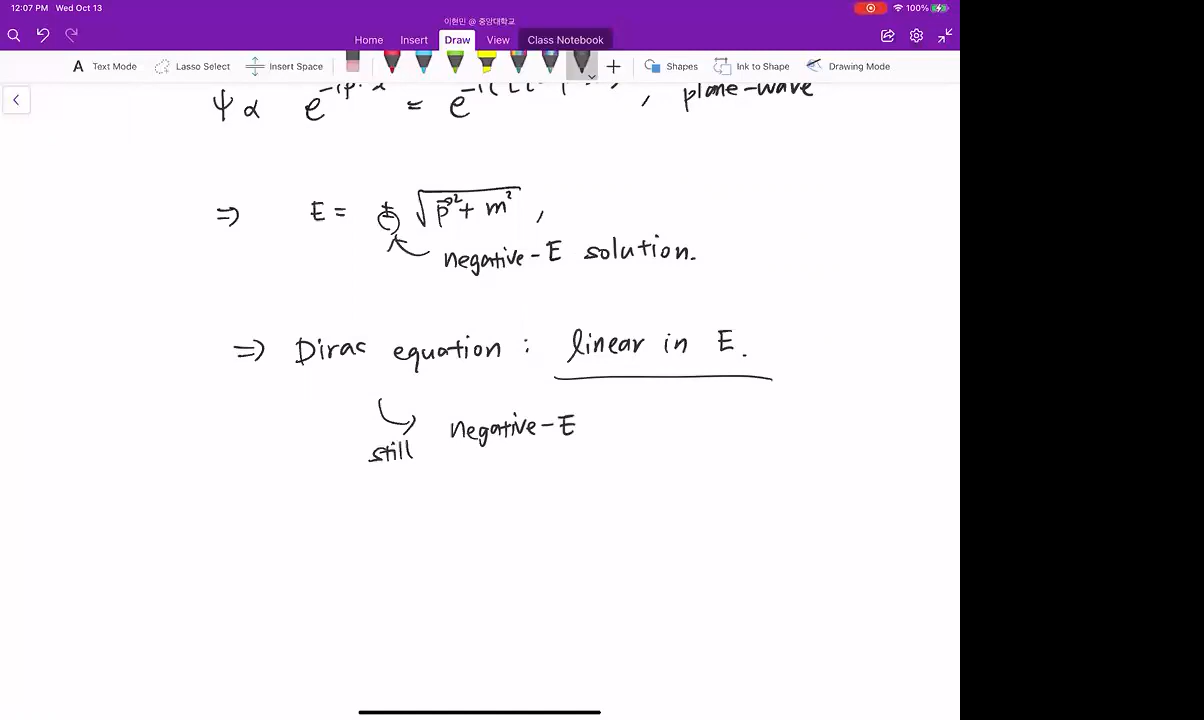 12:07 PM Wed Oct 13
100%
이현민 @ 중앙대학교
Home Insert Draw View Class Notebook
Text Mode Lasso Select Insert Space Shapes Ink to Shape Drawing Mode
ψ ∝ e = e , plane-wave
⇒ E = ± √p⃗² + m² ,
negative-E solution.
⇒ Dirac equation : linear in E.
still negative-E